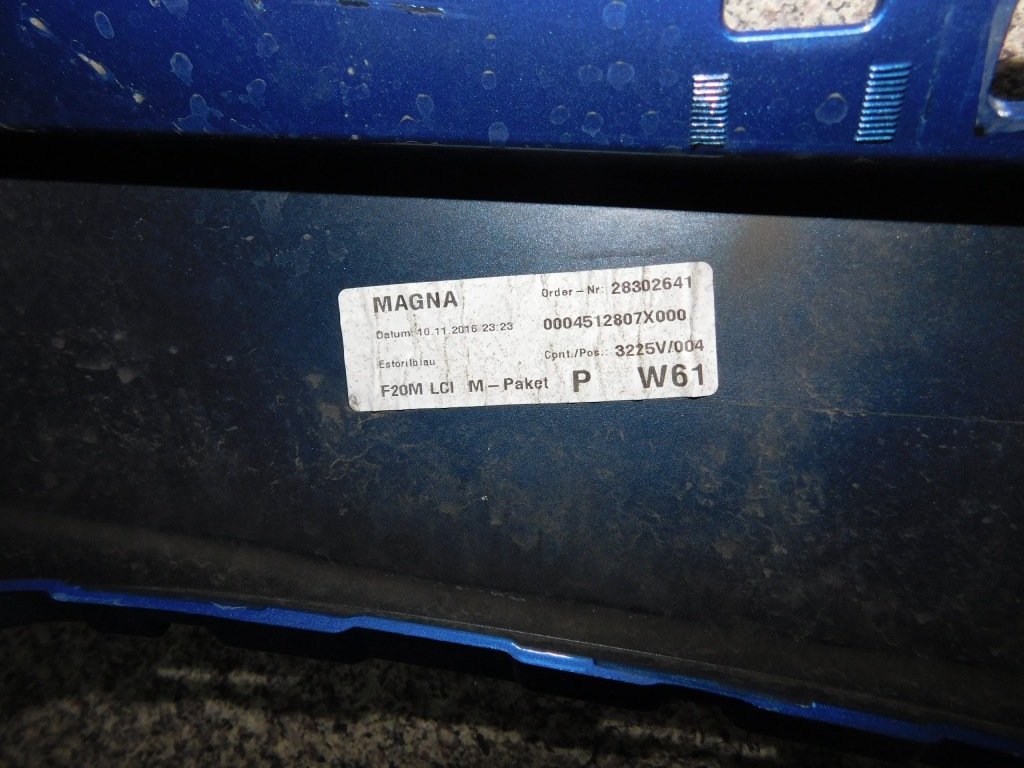 MAGNA Order-Nr: 28302641
Datum: 10.11.2016 23:23 0004512807X000
Estorilblau Cont./Pos.: 3225V/004
F20M LCI M-Paket P W61